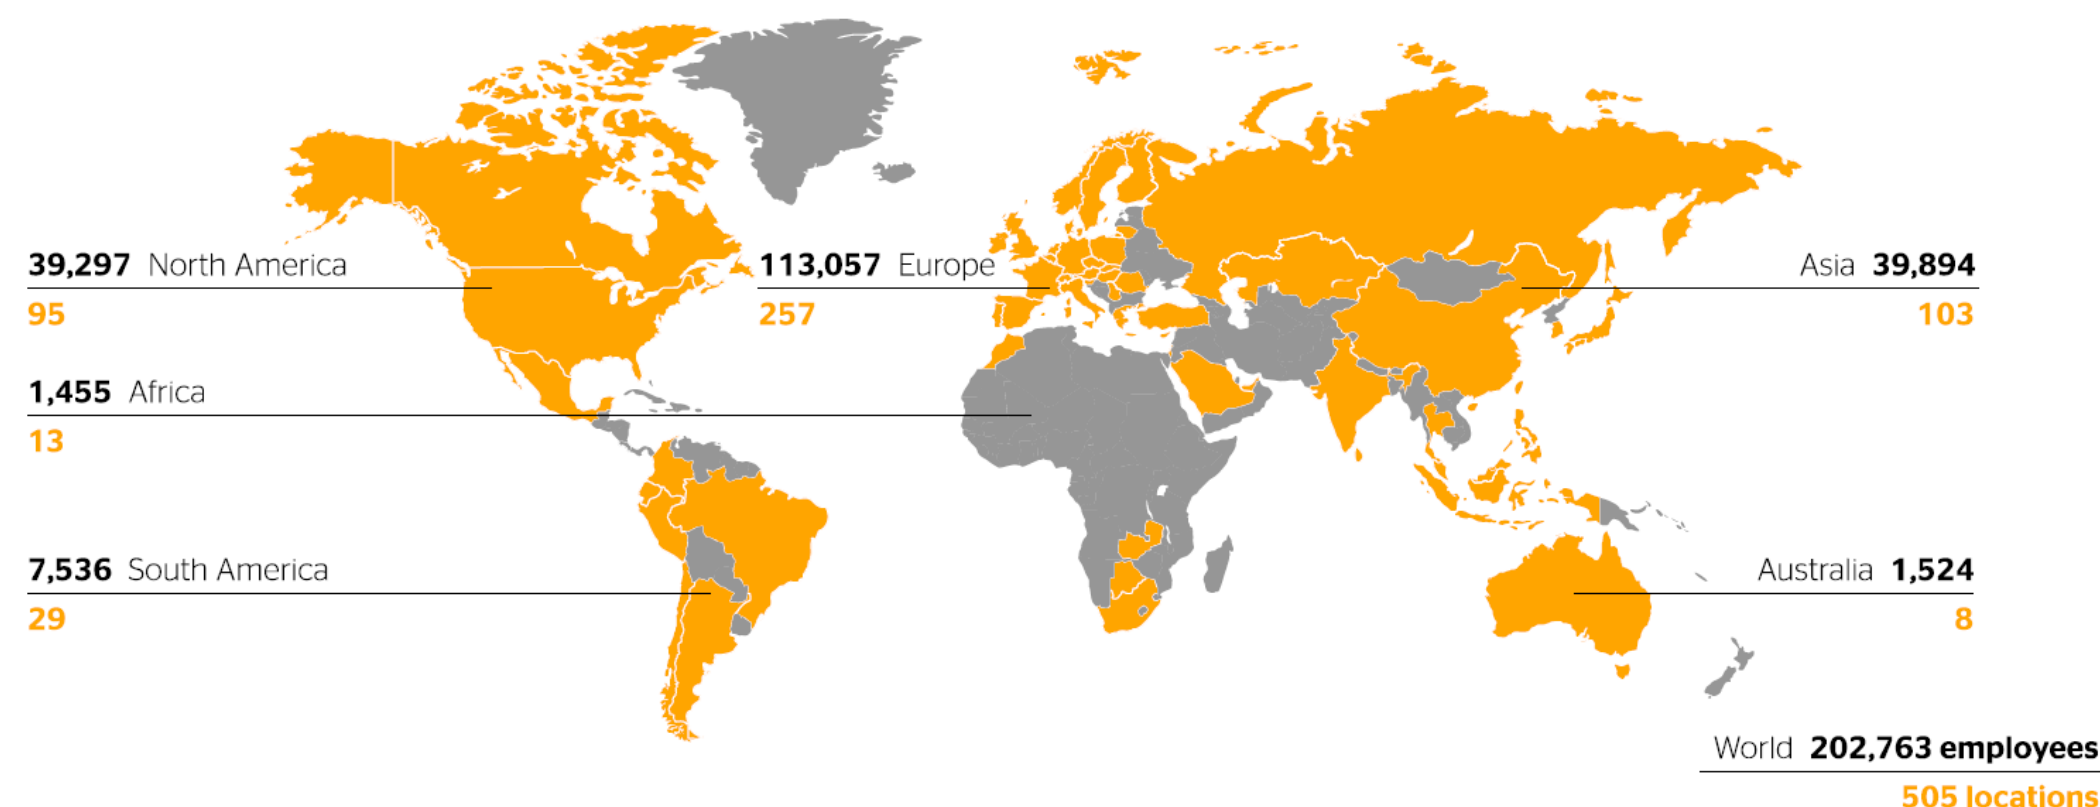 39,297 North America
95
113,057 Europe
257
Asia 39,894
103
1,455 Africa
13
7,536 South America
29
Australia 1,524
8
World 202,763 employees
505 locations